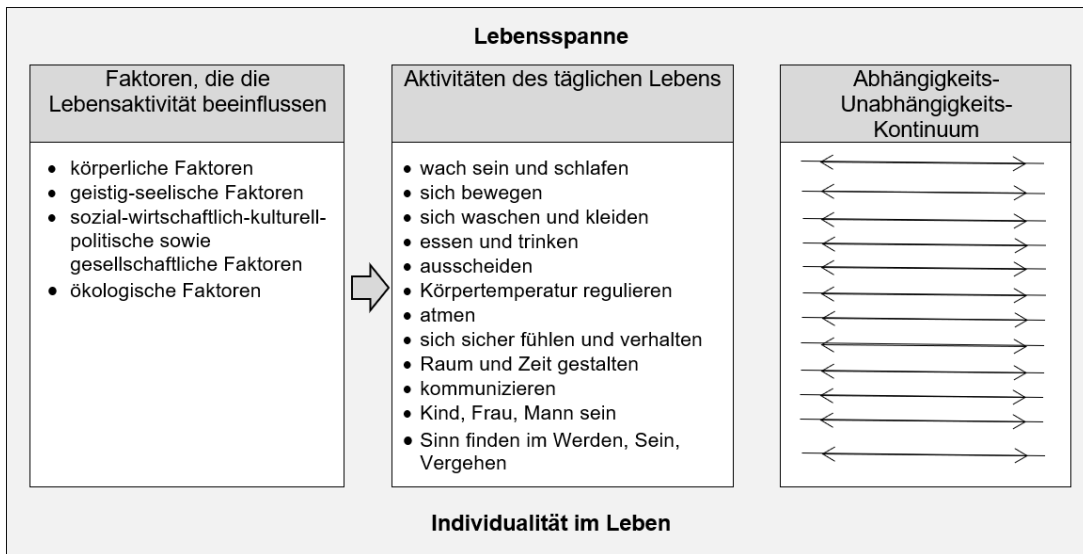 Lebensspanne
Faktoren, die die
Lebensaktivität beeinflussen
• körperliche Faktoren
• geistig-seelische Faktoren
• sozial-wirtschaftlich-kulturell-
politische sowie
gesellschaftliche Faktoren
• ökologische Faktoren
Aktivitäten des täglichen Lebens
• wach sein und schlafen
• sich bewegen
• sich waschen und kleiden
• essen und trinken
• ausscheiden
• Körpertemperatur regulieren
• atmen
• sich sicher fühlen und verhalten
• Raum und Zeit gestalten
• kommunizieren
• Kind, Frau, Mann sein
• Sinn finden im Werden, Sein,
Vergehen
Abhängigkeits-
Unabhängigkeits-
Kontinuum
Individualität im Leben